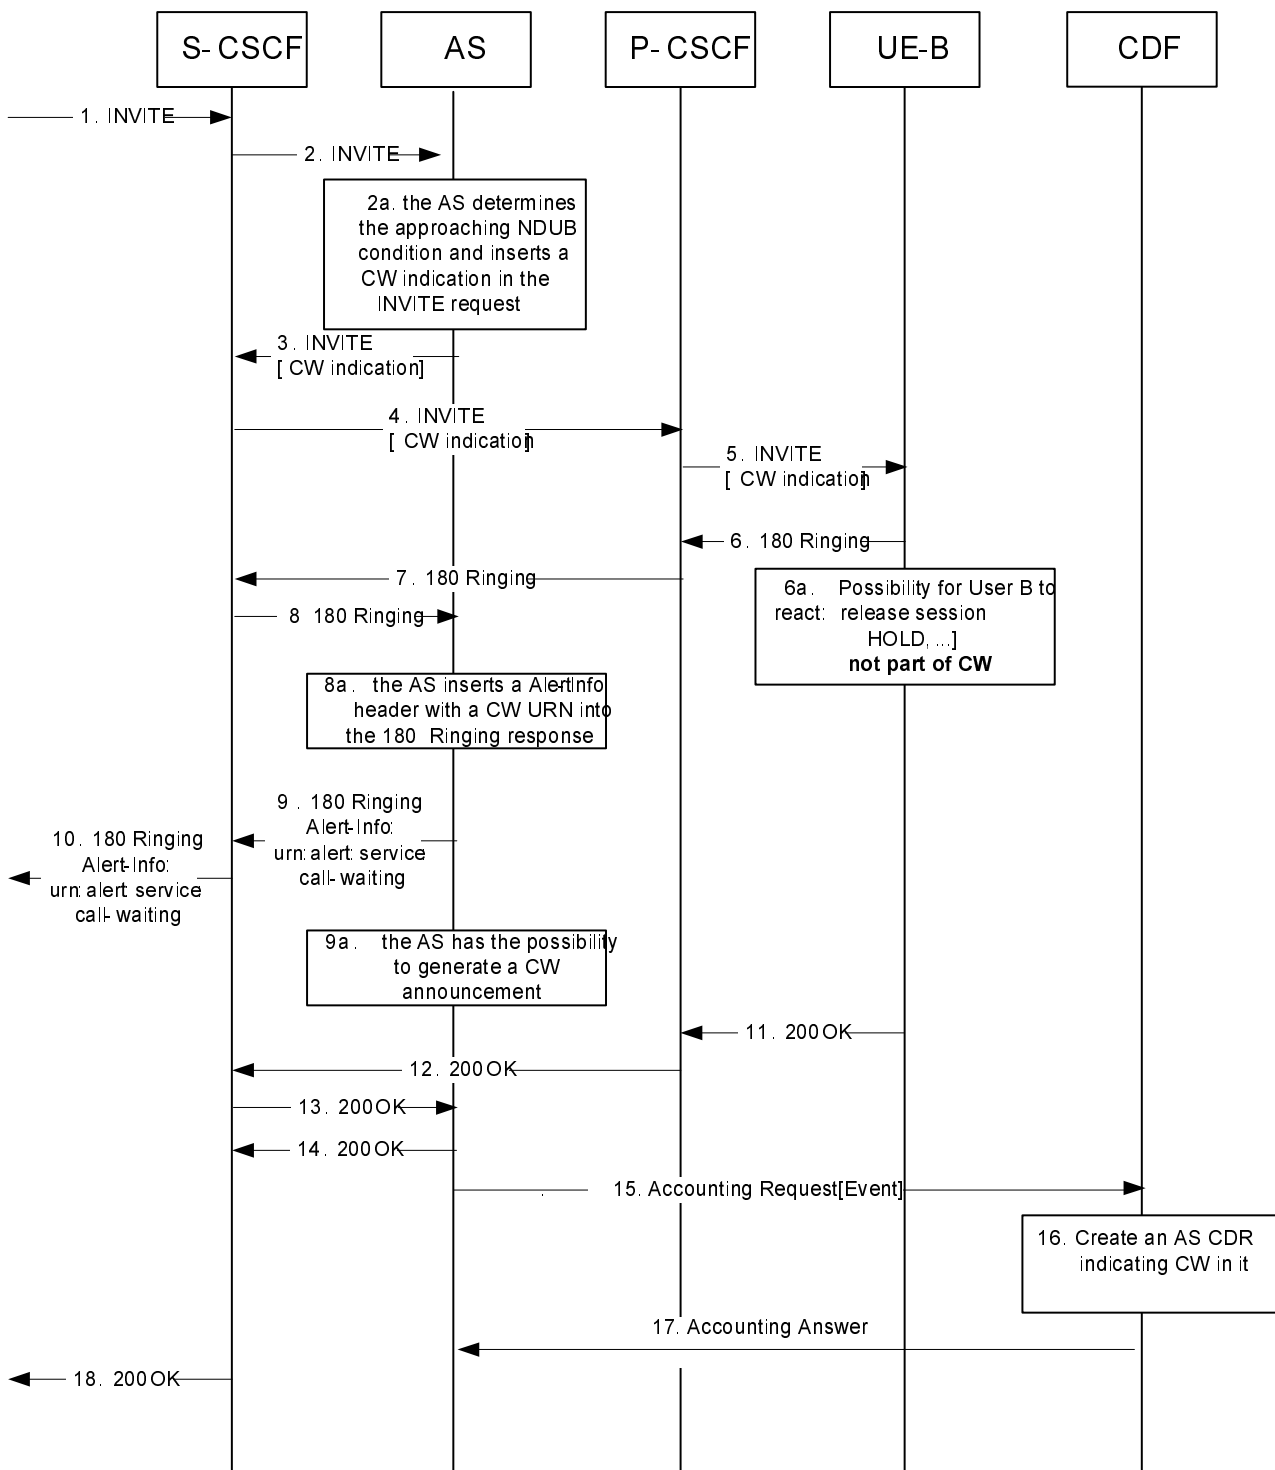 S-CSCF
AS
P-CSCF
UE-B
CDF
1. INVITE
2. INVITE
2a. the AS determines
the approaching NDUB
condition and inserts a
CW indication in the
INVITE request
3. INVITE
[ CW indication]
4. INVITE
[ CW indication]
5. INVITE
[ CW indication]
6. 180 Ringing
7. 180 Ringing
8 180 Ringing
6a. Possibility for User B to
react: release session
HOLD, ...]
not part of CW
8a. the AS inserts a Alert-Info
header with a CW URN into
the 180 Ringing response
9. 180 Ringing
Alert-Info:
urn:alert:service
call-waiting
10. 180 Ringing
Alert-Info:
urn:alert service
call-waiting
9a. the AS has the possibility
to generate a CW
announcement
11. 200 OK
12. 200 OK
13. 200 OK
14. 200 OK
15. Accounting Request[Event]
16. Create an AS CDR
indicating CW in it
17. Accounting Answer
18. 200 OK